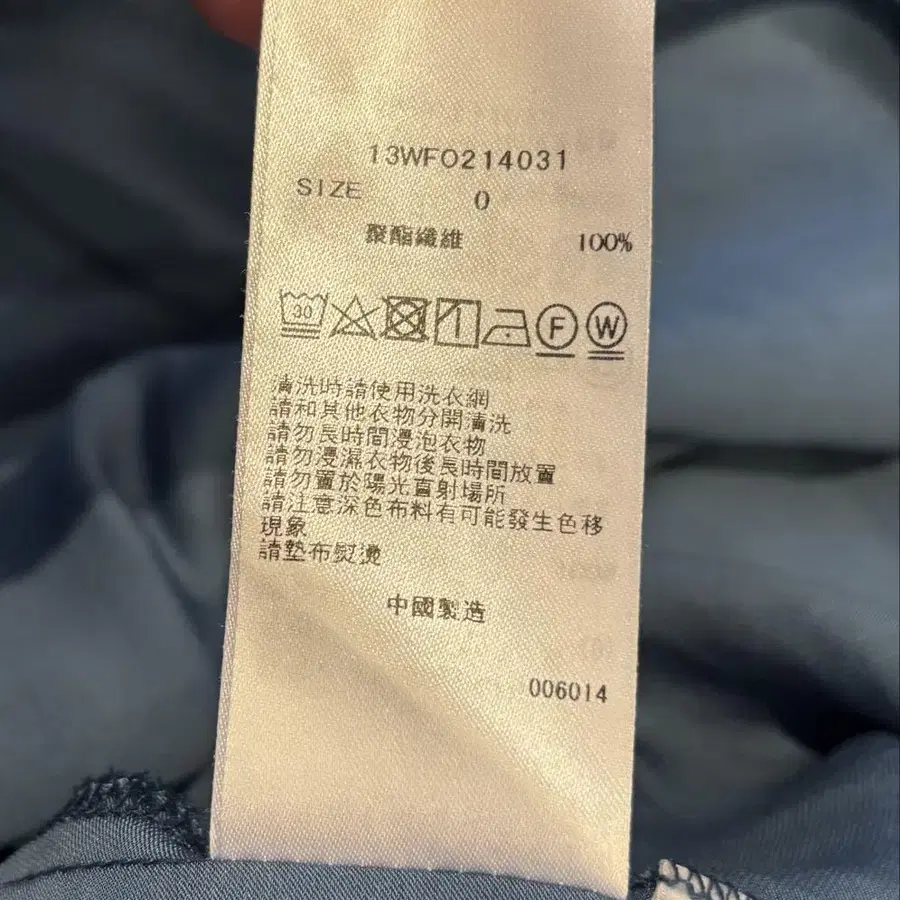 13WFO214031
SIZE 0
聚酯纖維 100%
30 F W
清洗時請使用洗衣網
請和其他衣物分開清洗
請勿長時間浸泡衣物
請勿浸濕衣物後長時間放置
請勿置於陽光直射場所
請注意深色布料有可能發生色移
現象
請墊布熨燙
中國製造
006014